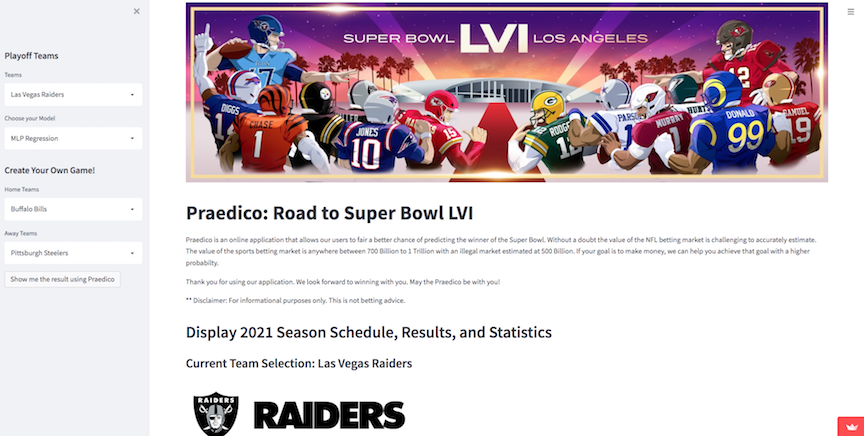 Playoff Teams
Teams
Las Vegas Raiders
Choose your Model
MLP Regression
Create Your Own Game!
Home Teams
Buffalo Bills
Away Teams
Pittsburgh Steelers
Show me the result using Praedico
SUPER BOWL LVI LOS ANGELES
12
DIGGS
CHASE
1
JONES
10
15
MURRAY
1
DONALD
99
SAMUEL
19
Praedico: Road to Super Bowl LVI
Praedico is an online application that allows our users to fair a better chance of predicting the winner of the Super Bowl. Without a doubt the value of the NFL betting market is challenging to accurately estimate.
The value of the sports betting market is anywhere between 700 Billion to 1 Trillion with an illegal market estimated at 500 Billion. If your goal is to make money, we can help you achieve that goal with a higher
probabilty.
Thank you for using our application. We look forward to winning with you. May the Praedico be with you!
** Disclaimer: For informational purposes only. This is not betting advice.
Display 2021 Season Schedule, Results, and Statistics
Current Team Selection: Las Vegas Raiders
RAIDERS
RAIDERS